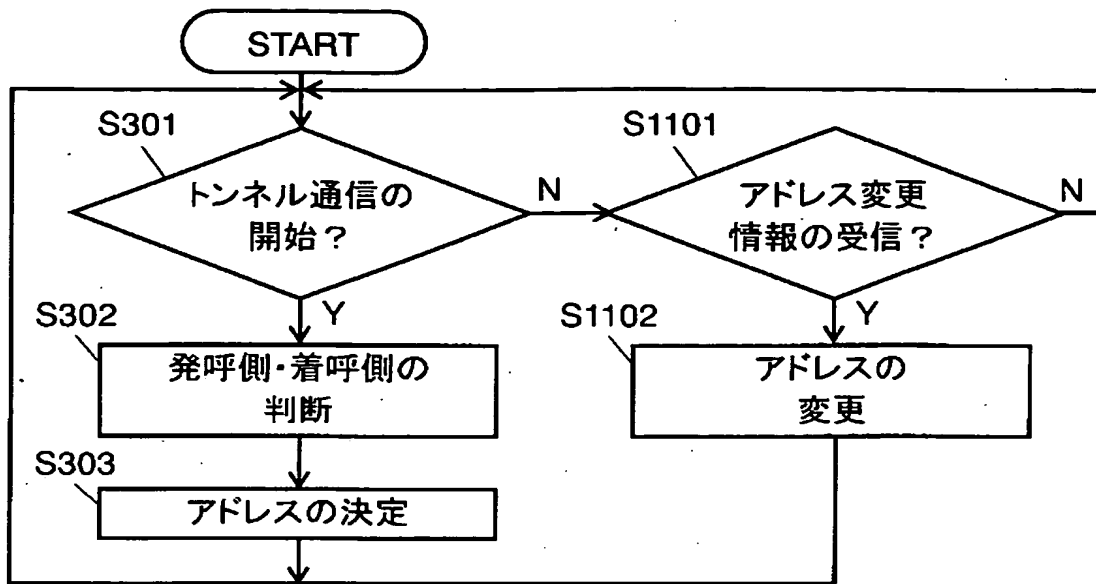 START
S301
トンネル通信の
開始?
N
Y
S1101
アドレス変更
情報の受信?
N
Y
S302
発呼側・着呼側の
判断
S1102
アドレスの
変更
S303
アドレスの決定